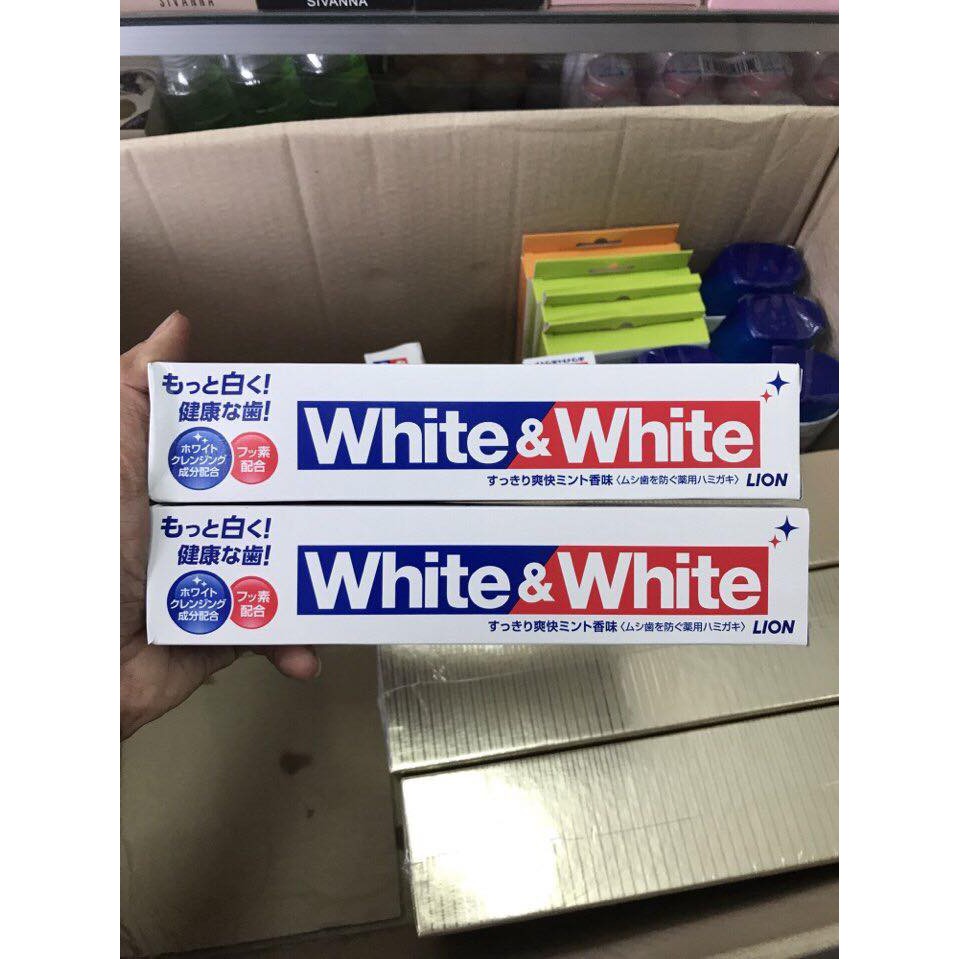 SIVANNA
SIVANNA
もっと白く!
健康な歯!
ホワイト
クレンジング
成分配合
フッ素
配合
White & White
すっきり爽快ミント香味〈ムシ歯を防ぐ薬用ハミガキ〉 LION
もっと白く!
健康な歯!
ホワイト
クレンジング
成分配合
フッ素
配合
White & White
すっきり爽快ミント香味〈ムシ歯を防ぐ薬用ハミガキ〉 LION